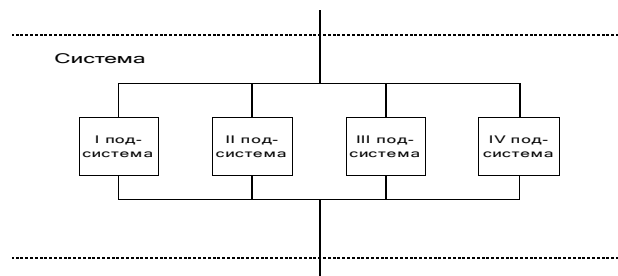 Система
I под-
система
II под-
система
III под-
система
IV под-
система